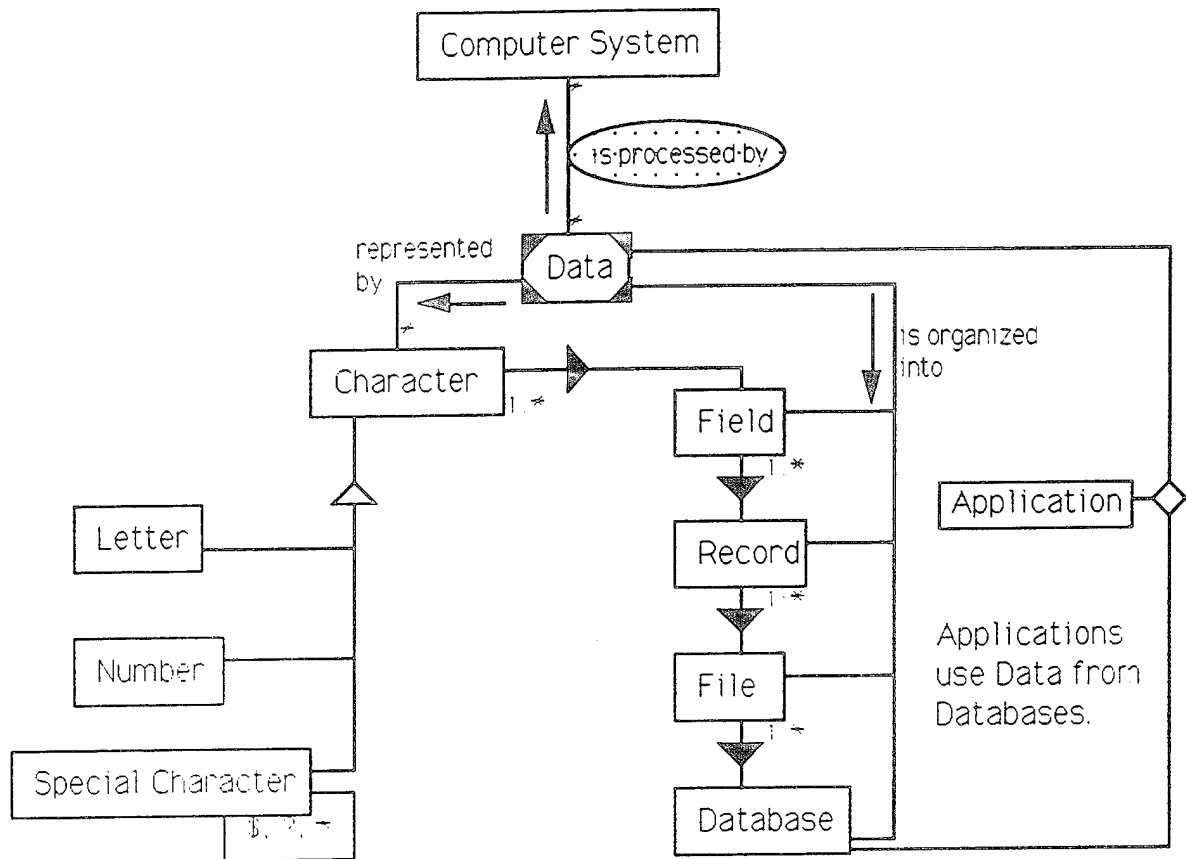 Computer System
*
is processed by
*
represented
by
Data
is organized
into
*
Character
1..*
Field
1..*
Application
Letter
Record
1..*
Applications
use Data from
Databases.
Number
File
1..*
Special Character
$, ?, *
Database